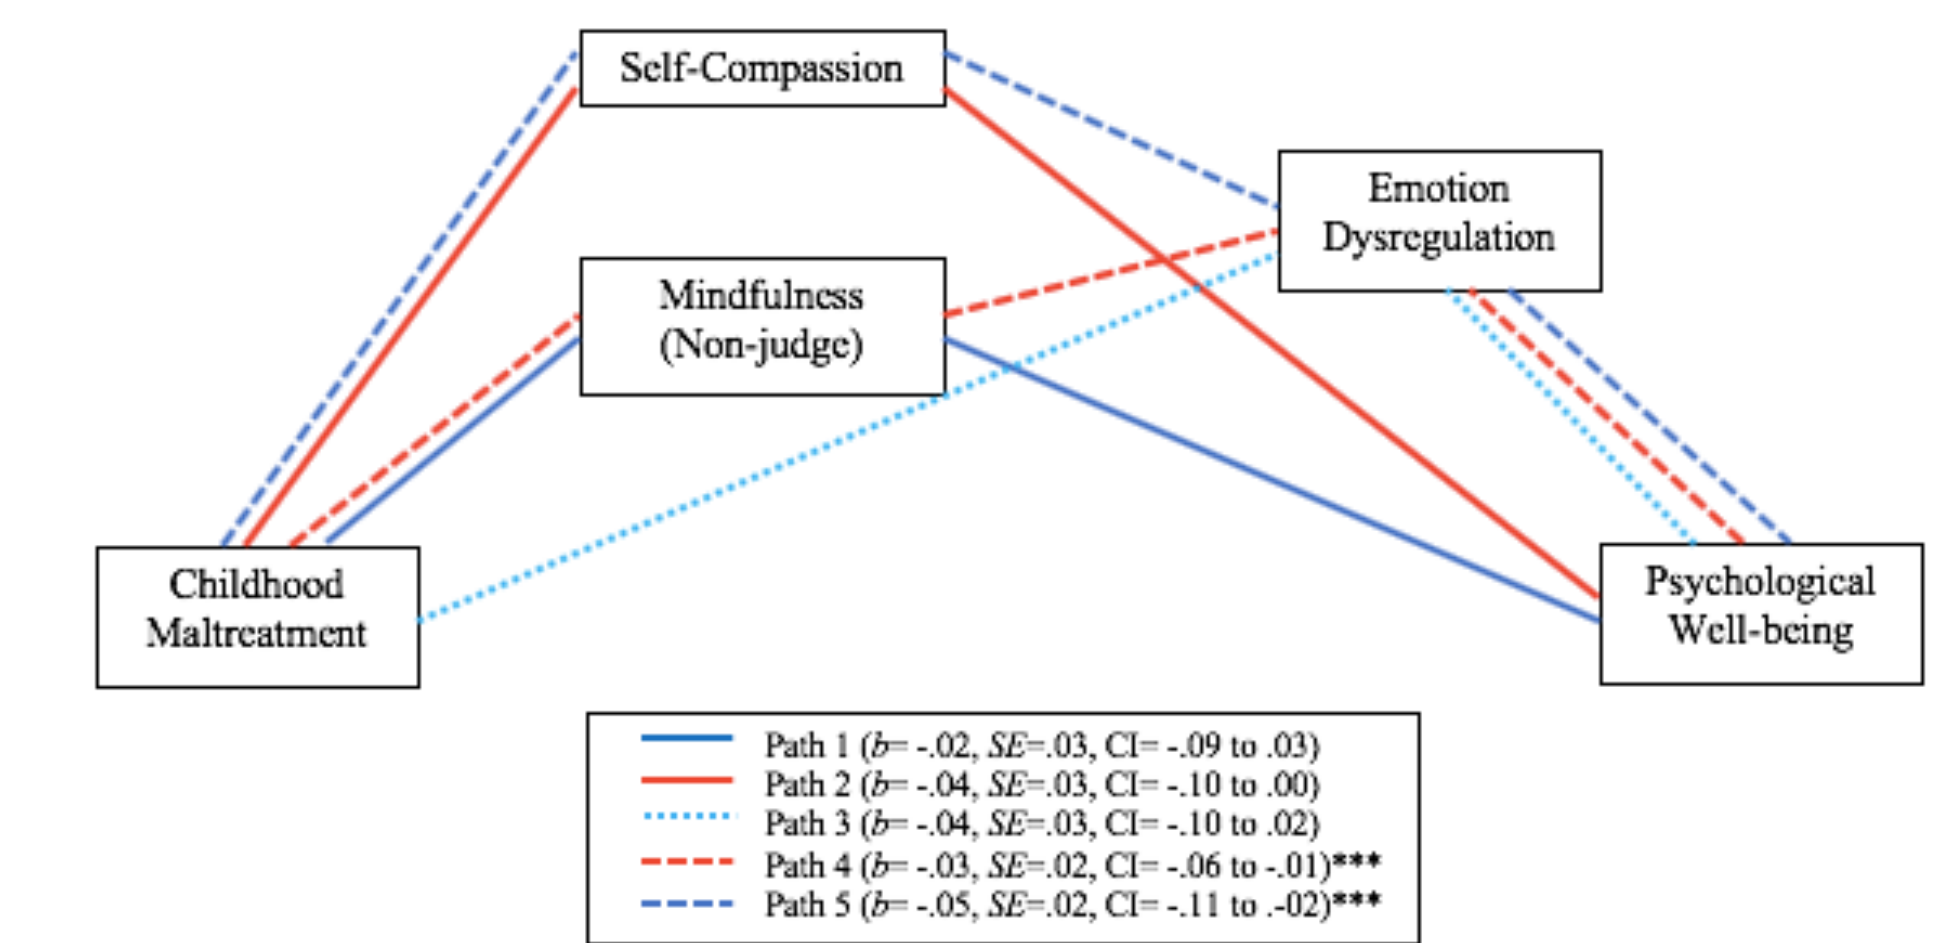 Self-Compassion
Emotion
Dysregulation
Mindfulness
(Non-judge)
Childhood
Maltreatment
Psychological
Well-being
Path 1 (b= -.02, SE=.03, CI= -.09 to .03)
Path 2 (b= -.04, SE=.03, CI= -.10 to .00)
Path 3 (b= -.04, SE=.03, CI= -.10 to .02)
Path 4 (b= -.03, SE=.02, CI= -.06 to -.01)***
Path 5 (b= -.05, SE=.02, CI= -.11 to .-02)***